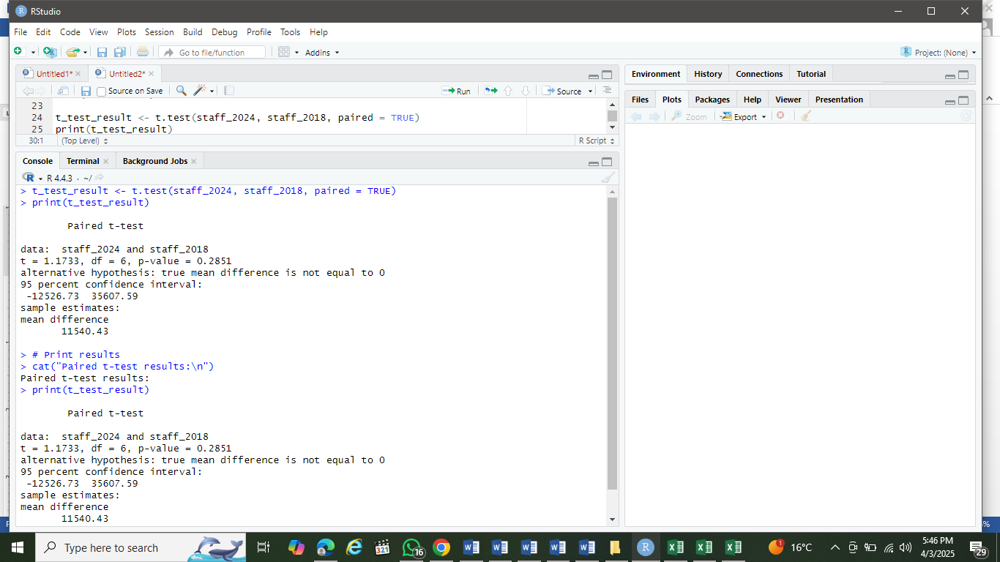 RStudio
File Edit Code View Plots Session Build Debug Profile Tools Help
Go to file/function Addins Project: (None)
Untitled1* Untitled2*
Source on Save Run Source
23
24 t_test_result <- t.test(staff_2024, staff_2018, paired = TRUE)
25 print(t_test_result)
30:1 (Top Level) R Script
Console Terminal Background Jobs
R 4.4.3 · ~/
> t_test_result <- t.test(staff_2024, staff_2018, paired = TRUE)
> print(t_test_result)
Paired t-test
data:  staff_2024 and staff_2018
t = 1.1733, df = 6, p-value = 0.2851
alternative hypothesis: true mean difference is not equal to 0
95 percent confidence interval:
-12526.73  35607.59
sample estimates:
mean difference
11540.43
> # Print results
> cat("Paired t-test results:\n")
Paired t-test results:
> print(t_test_result)
Paired t-test
data:  staff_2024 and staff_2018
t = 1.1733, df = 6, p-value = 0.2851
alternative hypothesis: true mean difference is not equal to 0
95 percent confidence interval:
-12526.73  35607.59
sample estimates:
mean difference
11540.43
Environment History Connections Tutorial
Files Plots Packages Help Viewer Presentation
Zoom Export
Type here to search
321
16
1
16°C
5:46 PM
4/3/2025
29